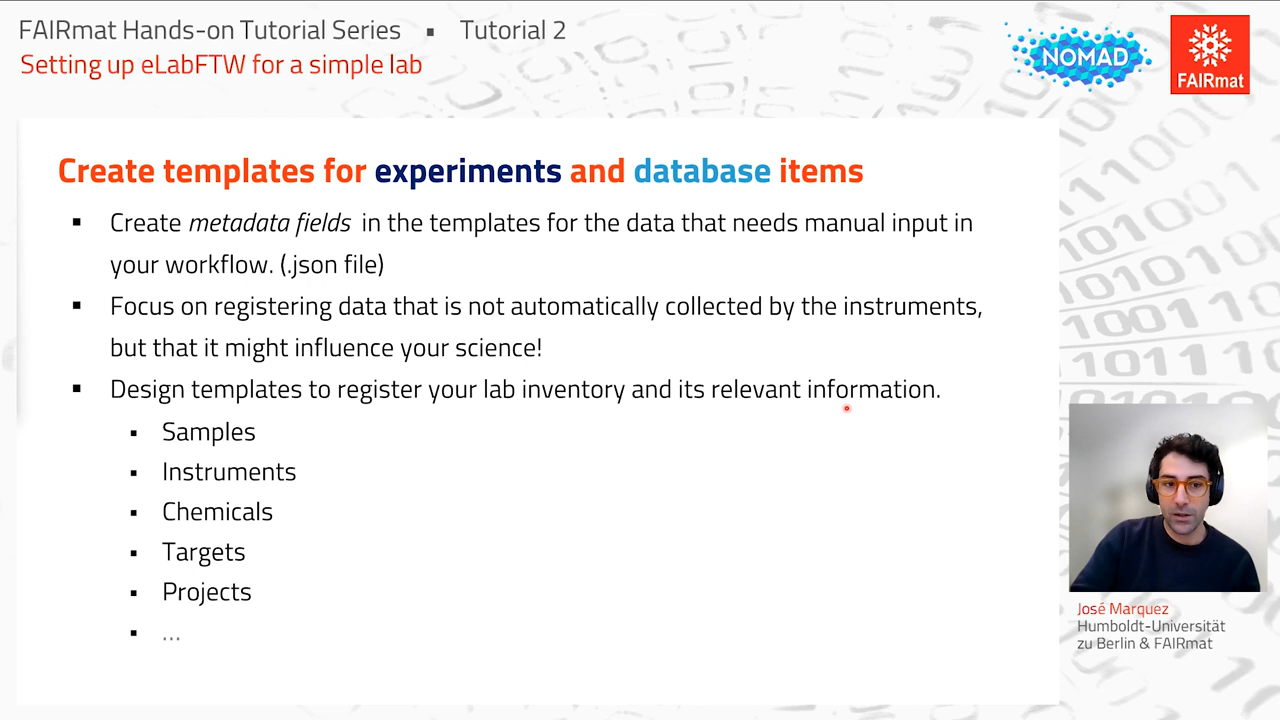 FAIRmat Hands-on Tutorial Series ▪ Tutorial 2
Setting up eLabFTW for a simple lab
NOMAD
FAIRmat
Create templates for experiments and database items
▪ Create metadata fields in the templates for the data that needs manual input in
your workflow. (.json file)
▪ Focus on registering data that is not automatically collected by the instruments,
but that it might influence your science!
▪ Design templates to register your lab inventory and its relevant information.
▪ Samples
▪ Instruments
▪ Chemicals
▪ Targets
▪ Projects
▪ ...
José Marquez
Humboldt-Universität
zu Berlin & FAIRmat